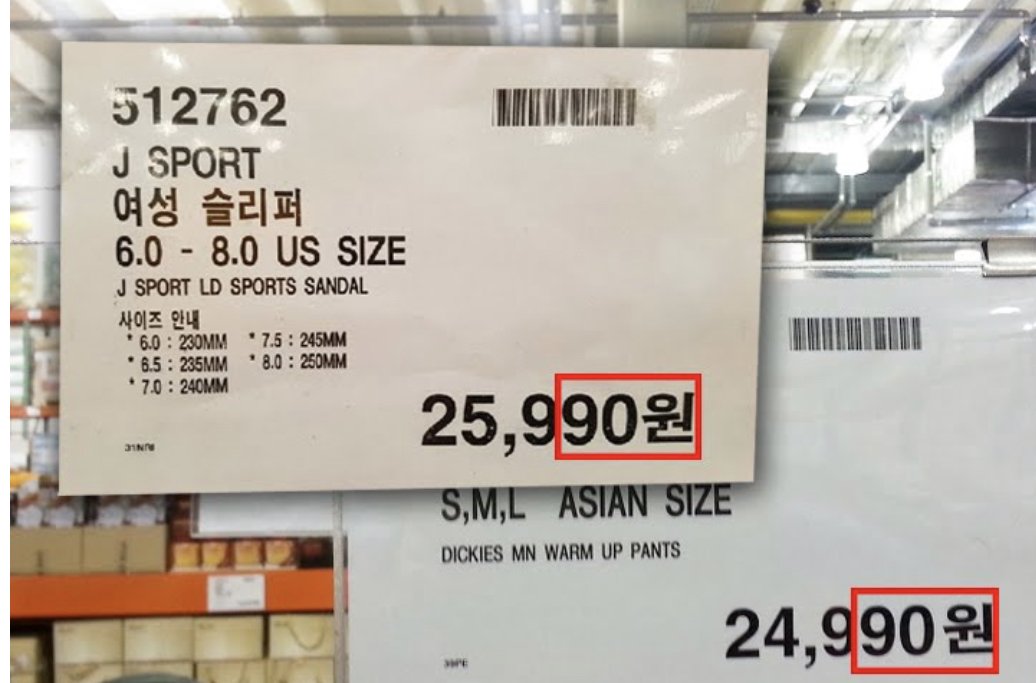 512762
J SPORT
여성 슬리퍼
6.0 - 8.0 US SIZE
J SPORT LD SPORTS SANDAL
사이즈 안내
* 6.0 : 230MM * 7.5 : 245MM
* 6.5 : 235MM * 8.0 : 250MM
* 7.0 : 240MM
25,990원
S,M,L ASIAN SIZE
DICKIES MN WARM UP PANTS
24,990원